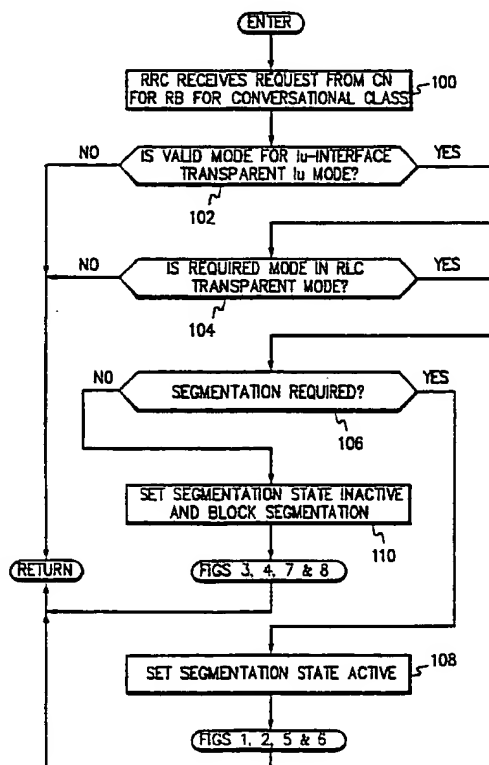 ENTER
RRC RECEIVES REQUEST FROM CN
FOR RB FOR CONVERSATIONAL CLASS
100
NO
IS VALID MODE FOR Iu-INTERFACE
TRANSPARENT Iu MODE?
YES
102
NO
IS REQUIRED MODE IN RLC
TRANSPARENT MODE?
YES
104
NO
SEGMENTATION REQUIRED?
YES
106
SET SEGMENTATION STATE INACTIVE
AND BLOCK SEGMENTATION
110
RETURN
FIGS 3, 4, 7 & 8
SET SEGMENTATION STATE ACTIVE
108
FIGS 1, 2, 5 & 6